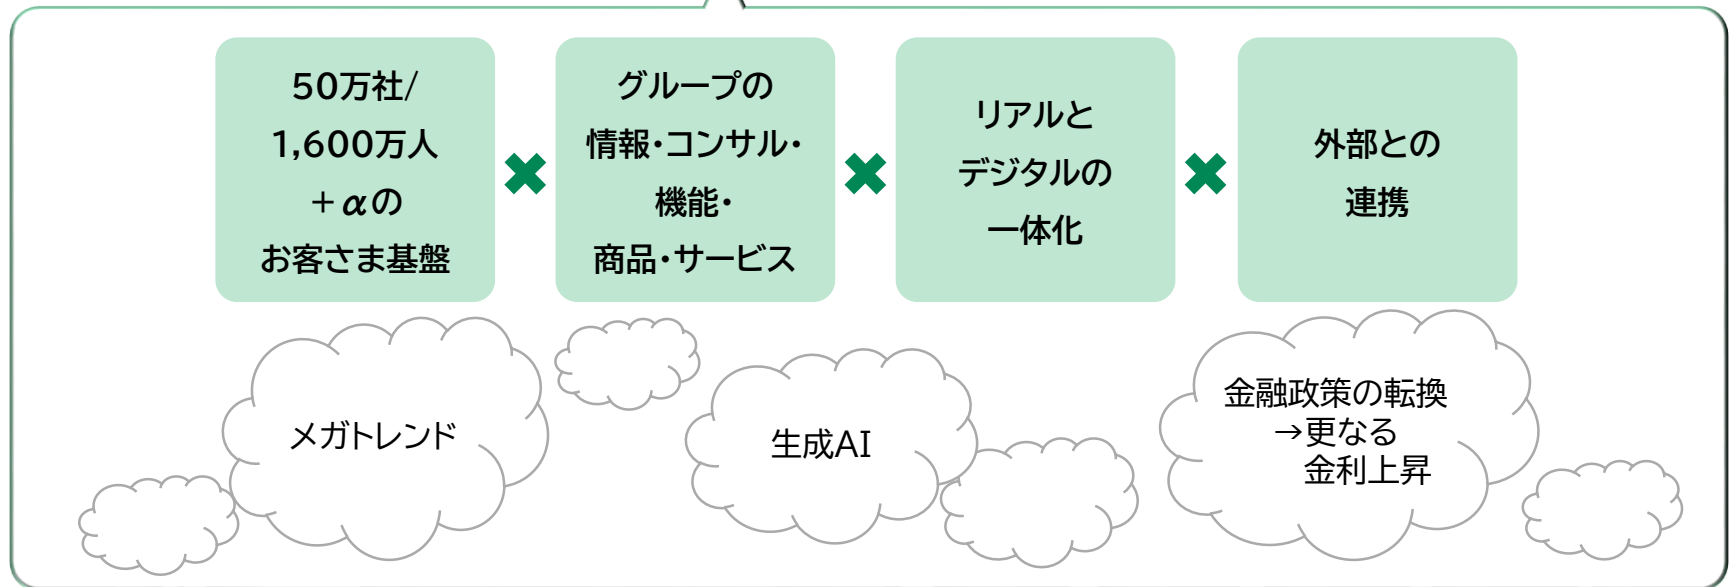 50万社/
1,600万人
＋αの
お客さま基盤
グループの
情報・コンサル・
機能・
商品・サービス
リアルと
デジタルの
一体化
外部との
連携
メガトレンド
生成AI
金融政策の転換
→更なる
金利上昇